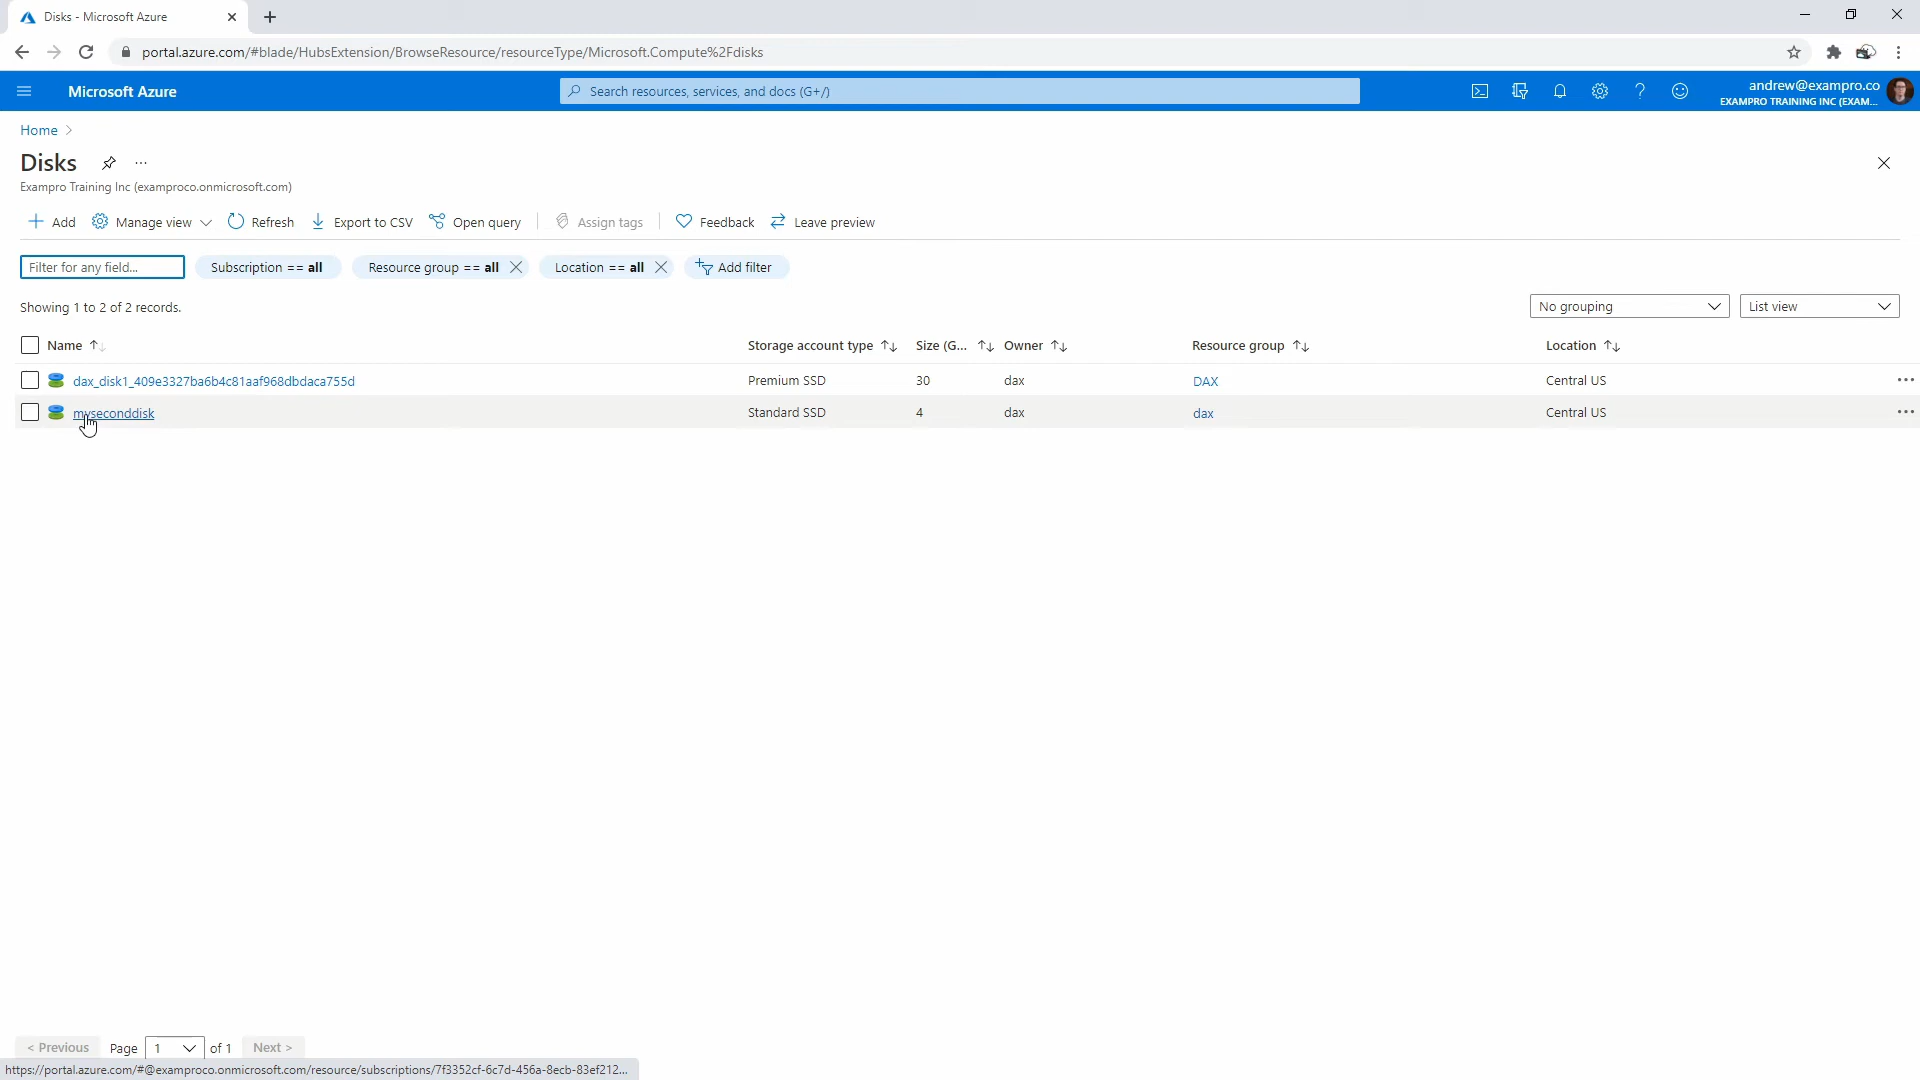 Disks - Microsoft Azure
portal.azure.com/#blade/HubsExtension/BrowseResource/resourceType/Microsoft.Compute%2Fdisks
Microsoft Azure
Search resources, services, and docs (G+/)
andrew@exampro.co
EXAMPRO TRAINING INC (EXAM...
Home
Disks
Exampro Training Inc (examproco.onmicrosoft.com)
Add Manage view Refresh Export to CSV Open query Assign tags Feedback Leave preview
Filter for any field... Subscription == all Resource group == all Location == all Add filter
Showing 1 to 2 of 2 records.
No grouping List view
Name Storage account type Size (G... Owner Resource group Location
dax_disk1_409e3327ba6b4c81aaf968dbdaca755d Premium SSD 30 dax DAX Central US
myseconddisk Standard SSD 4 dax dax Central US
< Previous Page 1 of 1 Next >
https://portal.azure.com/#@examproco.onmicrosoft.com/resource/subscriptions/7f3352cf-6c7d-456a-8ecb-83ef212...